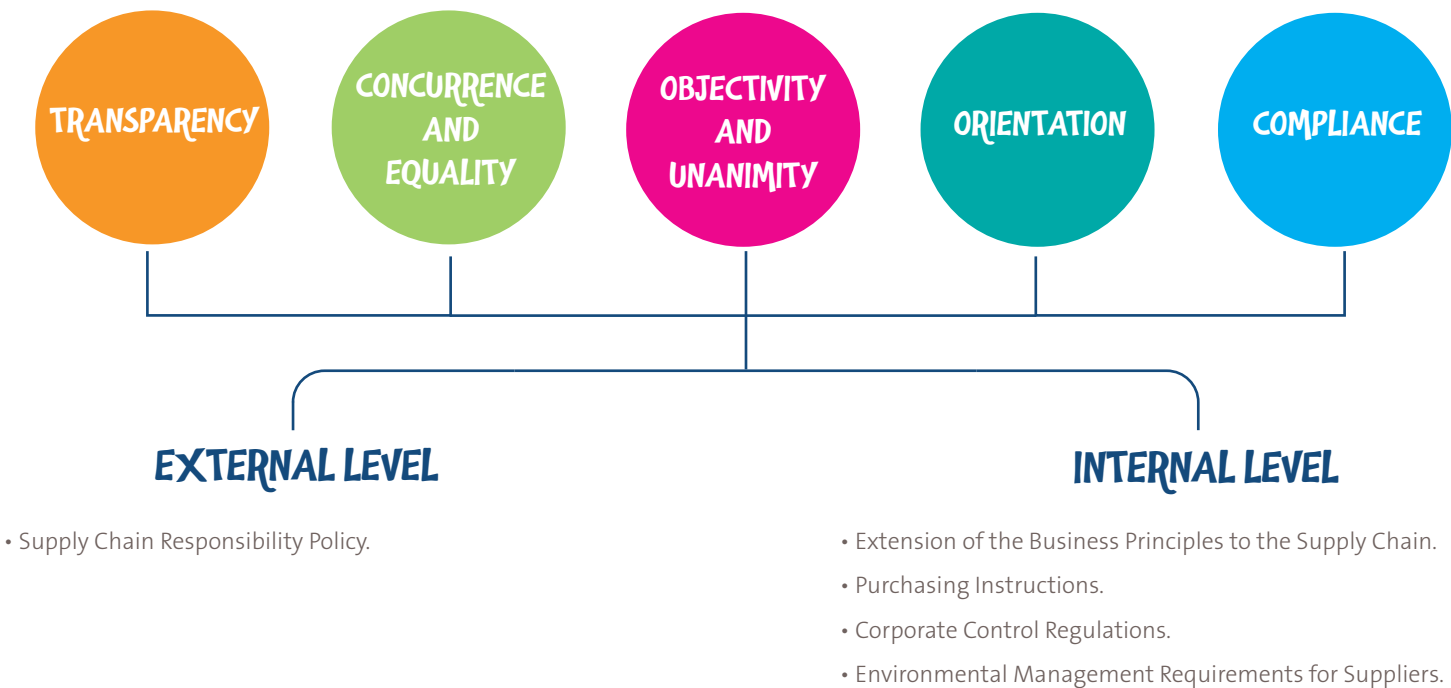 TRANSPARENCY
CONCURRENCE
AND
EQUALITY
OBJECTIVITY
AND
UNANIMITY
ORIENTATION
COMPLIANCE
EXTERNAL LEVEL
• Supply Chain Responsibility Policy.
INTERNAL LEVEL
• Extension of the Business Principles to the Supply Chain.
• Purchasing Instructions.
• Corporate Control Regulations.
• Environmental Management Requirements for Suppliers.